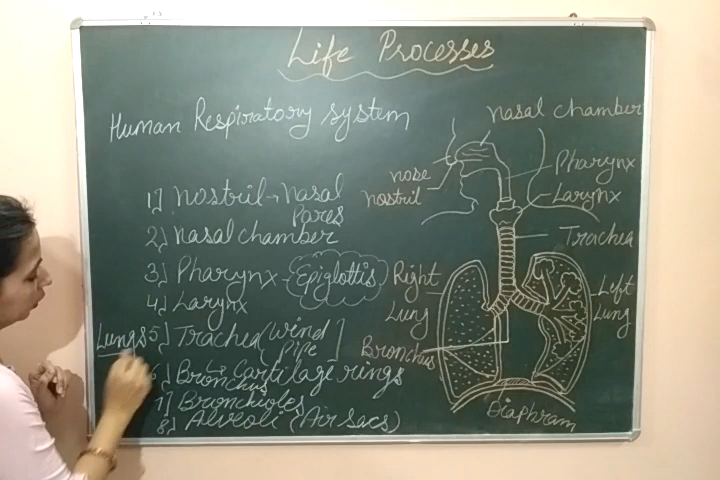 Life Processes
Human Respiratory system
1] Nostril → Nasal
Pares
2] Nasal chamber
3] Pharynx - Epiglottis
4] Larynx
Lungs 5] Trachea (Wind
Pipe
↳ Cartilage rings
6] Bronchus
7] Bronchioles
8] Alveoli (Air sacs)
nasal chamber
nose
nostril
Pharynx
Larynx
Trachea
Right
Lung
Left
Lung
Bronchus
Diaphram